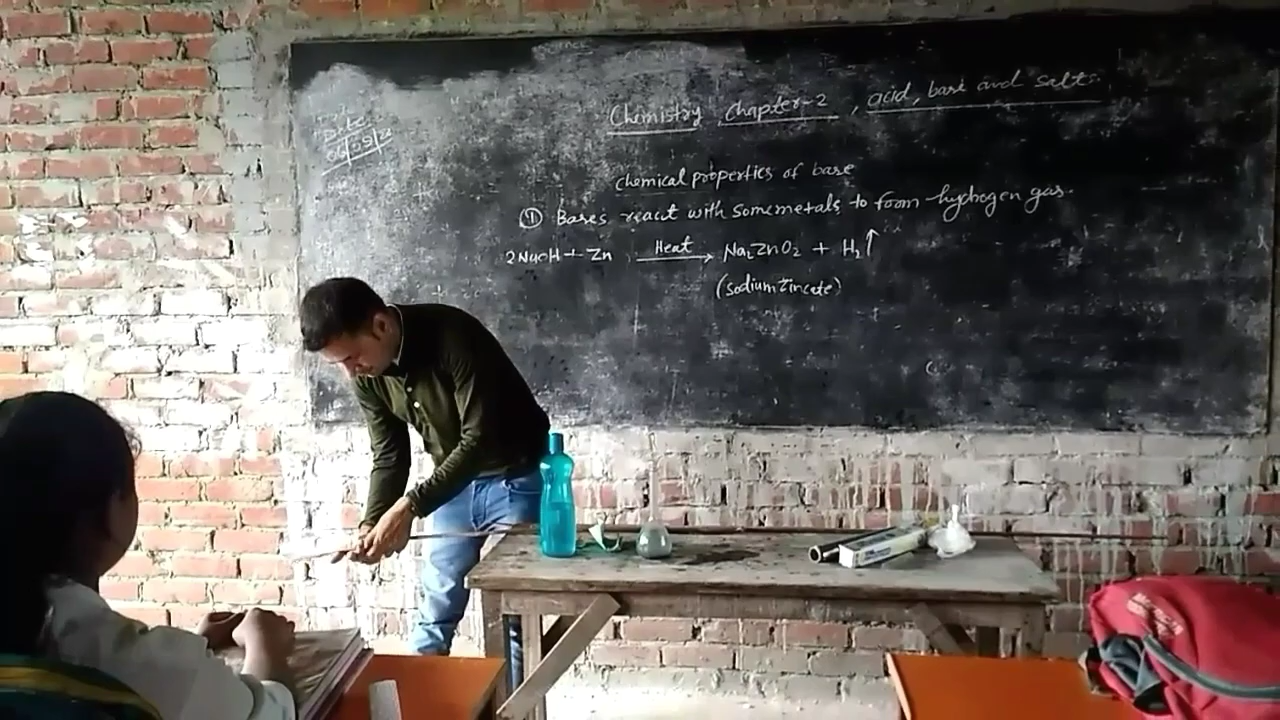 Science
Date
Chemistry Chapter-2, acid, base and salts.
chemical properties of base
① Bases react with some metals to form hydrogen gas.
2NaOH + Zn Heat → Na₂ZnO₂ + H₂ ↑
(Sodium Zincate)